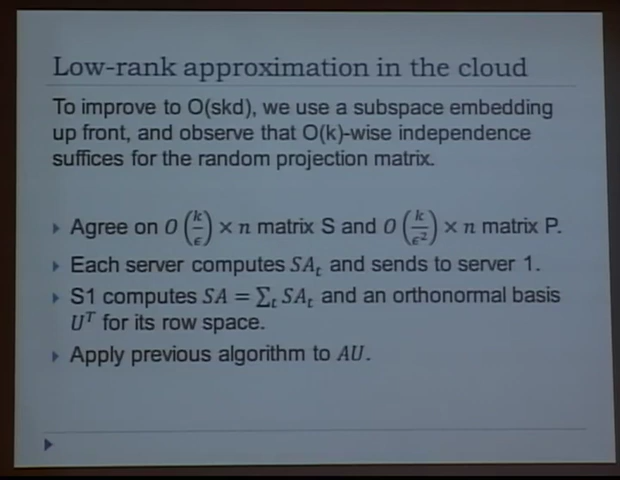 Low-rank approximation in the cloud
To improve to O(skd), we use a subspace embedding
up front, and observe that O(k)-wise independence
suffices for the random projection matrix.
Agree on O (k/ϵ) × n matrix S and O (k/ϵ²) × n matrix P.
Each server computes SAₜ and sends to server 1.
S1 computes SA = ∑ₜ SAₜ and an orthonormal basis
Uᵀ for its row space.
Apply previous algorithm to AU.